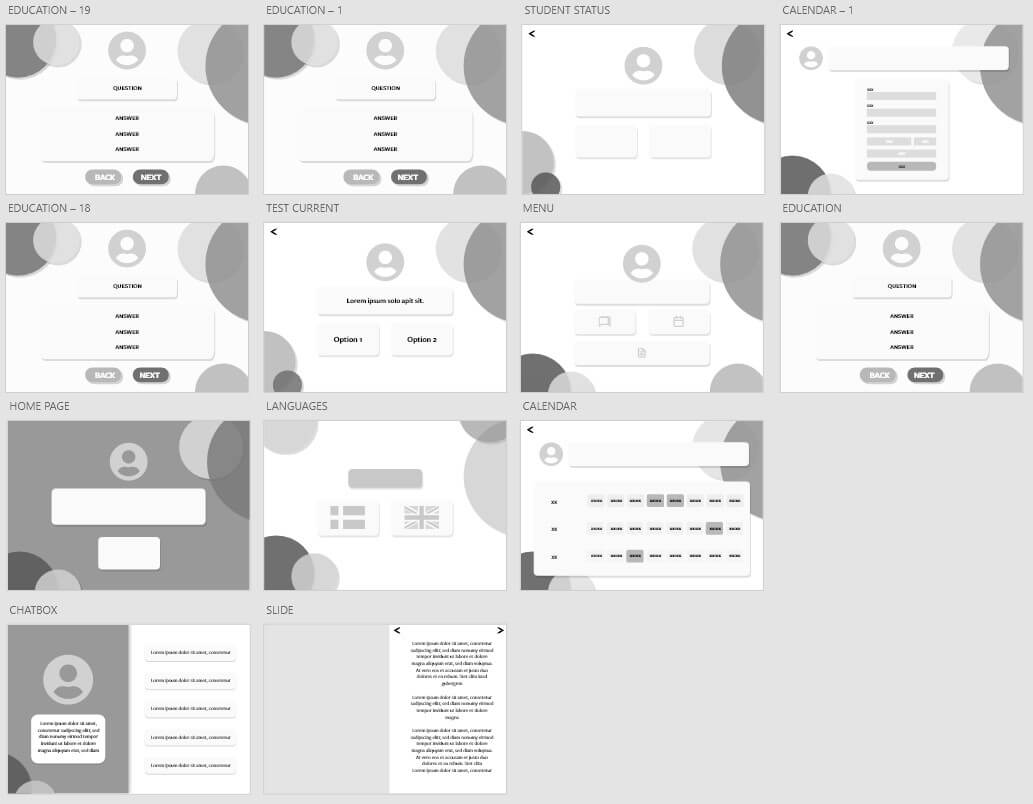 EDUCATION – 19
QUESTION
ANSWER
ANSWER
ANSWER
BACK
NEXT
EDUCATION – 1
QUESTION
ANSWER
ANSWER
ANSWER
BACK
NEXT
STUDENT STATUS
<
CALENDAR – 1
<
EDUCATION – 18
QUESTION
ANSWER
ANSWER
ANSWER
BACK
NEXT
TEST CURRENT
<
Lorem ipsum solo apit sit.
Option 1
Option 2
MENU
<
EDUCATION
QUESTION
ANSWER
ANSWER
ANSWER
BACK
NEXT
HOME PAGE
LANGUAGES
CALENDAR
<
XX
XX
XX
CHATBOX
Lorem ipsum dolor sit amet,
consetetur sadipscing elitr, sed
diam nonumy eirmod tempor
invidunt ut labore et dolore
magna aliquyam erat, sed diam
Lorem ipsum dolor sit amet, consetetur
Lorem ipsum dolor sit amet, consetetur
Lorem ipsum dolor sit amet, consetetur
Lorem ipsum dolor sit amet, consetetur
Lorem ipsum dolor sit amet, consetetur
SLIDE
< >
Lorem ipsum dolor sit amet, consetetur
sadipscing elitr, sed diam nonumy eirmod
tempor invidunt ut labore et dolore
magna aliquyam erat, sed diam voluptua.
At vero eos et accusam et justo duo
dolores et ea rebum. Stet clita kasd
gubergren.
Lorem ipsum dolor sit amet, consetetur
sadipscing elitr, sed diam nonumy eirmod
tempor invidunt ut labore et dolore
magna
Lorem ipsum dolor sit amet, consetetur
sadipscing elitr, sed diam nonumy eirmod
tempor invidunt ut labore et dolore
magna aliquyam erat, sed diam voluptua.
At vero eos et accusam et justo duo
dolores et ea rebum. Stet clita
Lorem ipsum dolor sit amet, consetetur